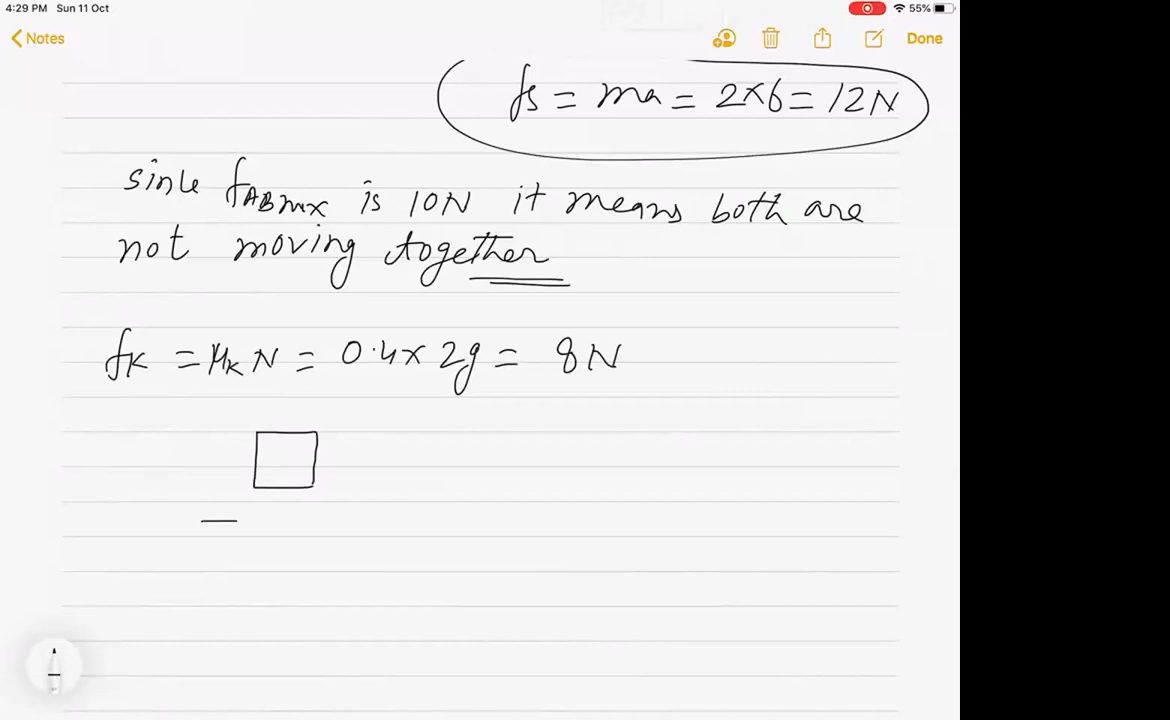 4:29 PM Sun 11 Oct
55%
Notes
Done
fs = ma = 2×6 = 12N
since fABmx is 10N it means both are
not moving together
fK = μK N = 0.4× 2g = 8N